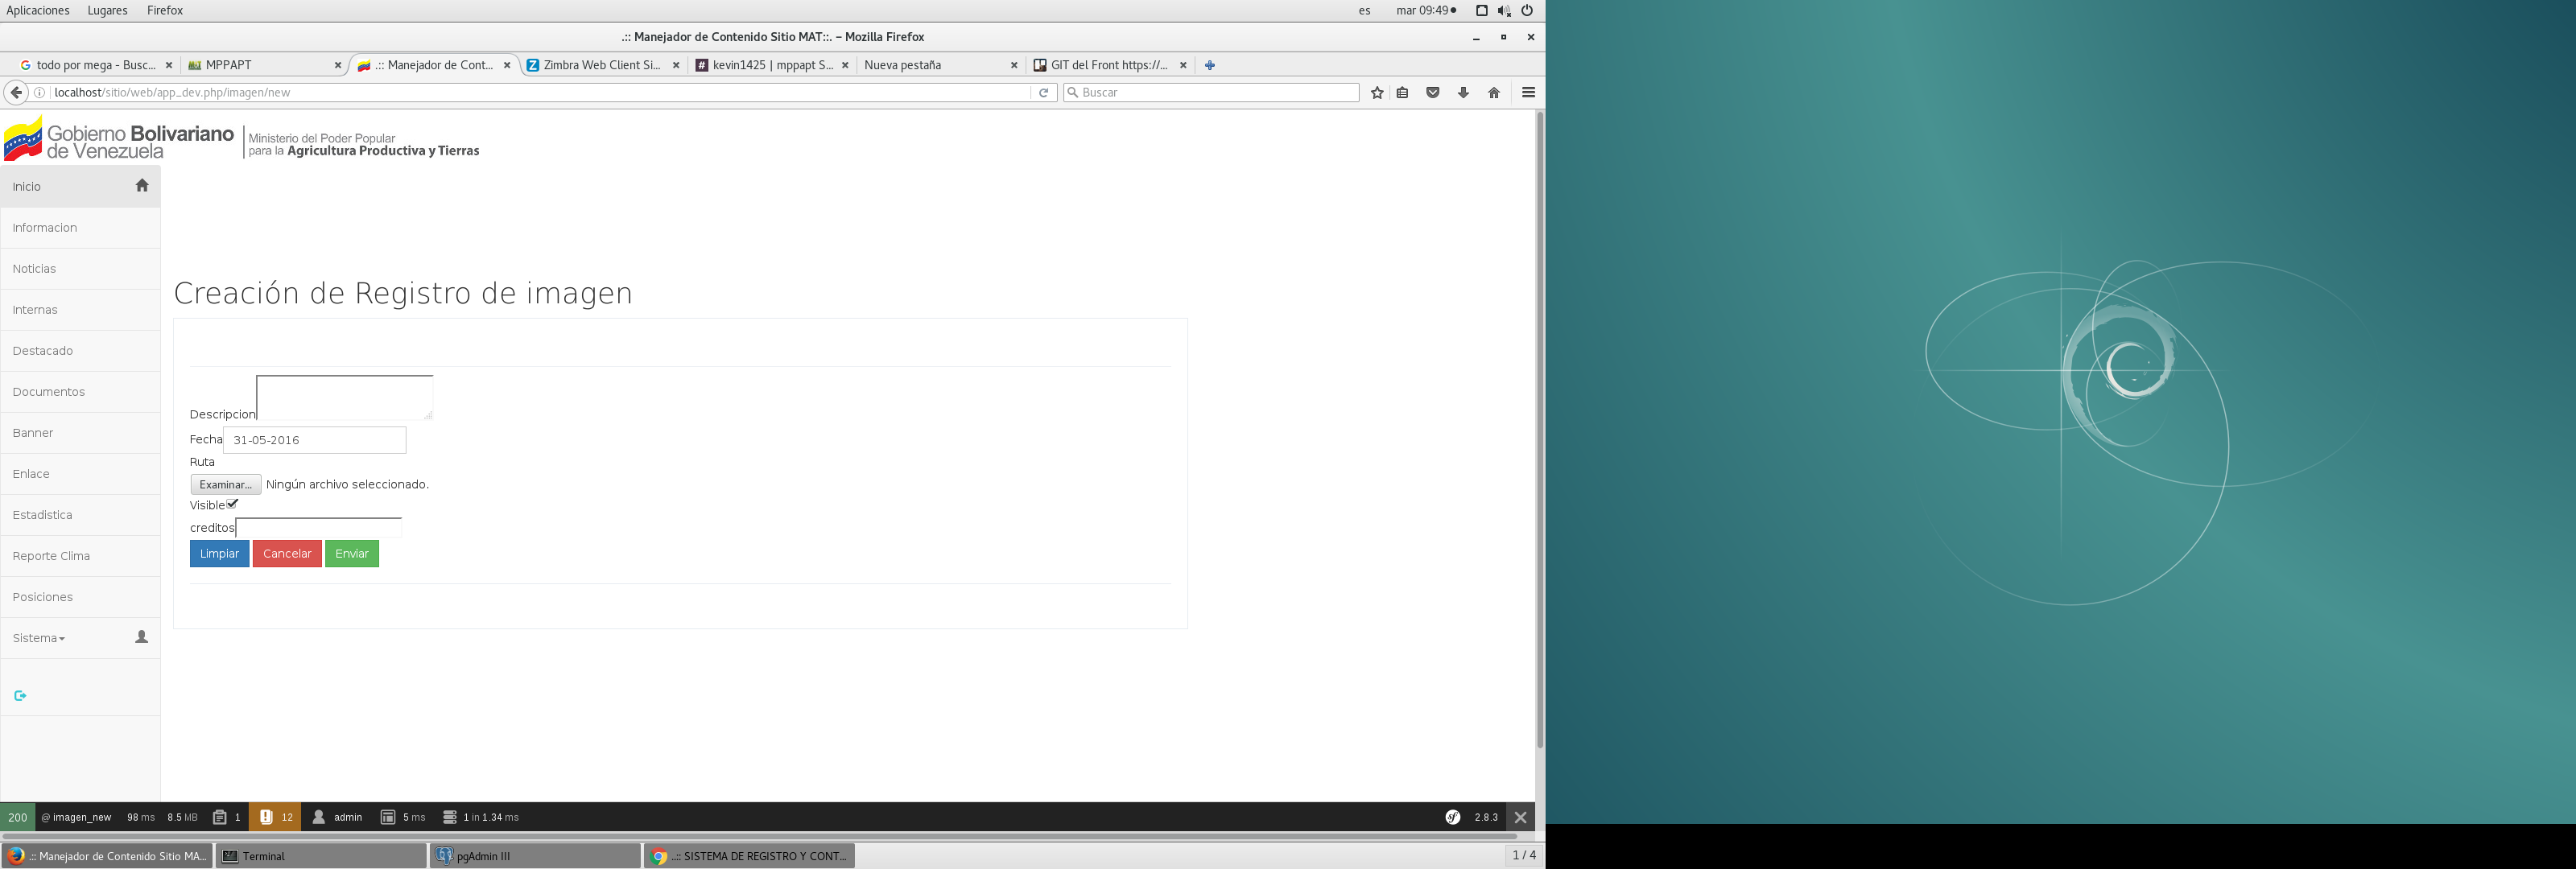 Aplicaciones Lugares Firefox es mar 09:49
.:: Manejador de Contenido Sitio MAT::. – Mozilla Firefox
todo por mega - Busc... MPPAPT .:: Manejador de Cont... Zimbra Web Client Si... kevin1425 | mppapt S... Nueva pestaña GIT del Front https://...
localhost/sitio/web/app_dev.php/imagen/new Buscar
Gobierno Bolivariano
de Venezuela
Ministerio del Poder Popular
para la Agricultura Productiva y Tierras
Inicio
Informacion
Noticias
Internas
Destacado
Documentos
Banner
Enlace
Estadistica
Reporte Clima
Posiciones
Sistema
Creación de Registro de imagen
Descripcion
Fecha 31-05-2016
Ruta
Examinar... Ningún archivo seleccionado.
Visible
creditos
Limpiar Cancelar Enviar
200 @ imagen_new 98 ms 8.5 MB 1 12 admin 5 ms 1 in 1.34 ms sf 2.8.3
.:: Manejador de Contenido Sitio MA... Terminal pgAdmin III ..:: SISTEMA DE REGISTRO Y CONT... 1 / 4